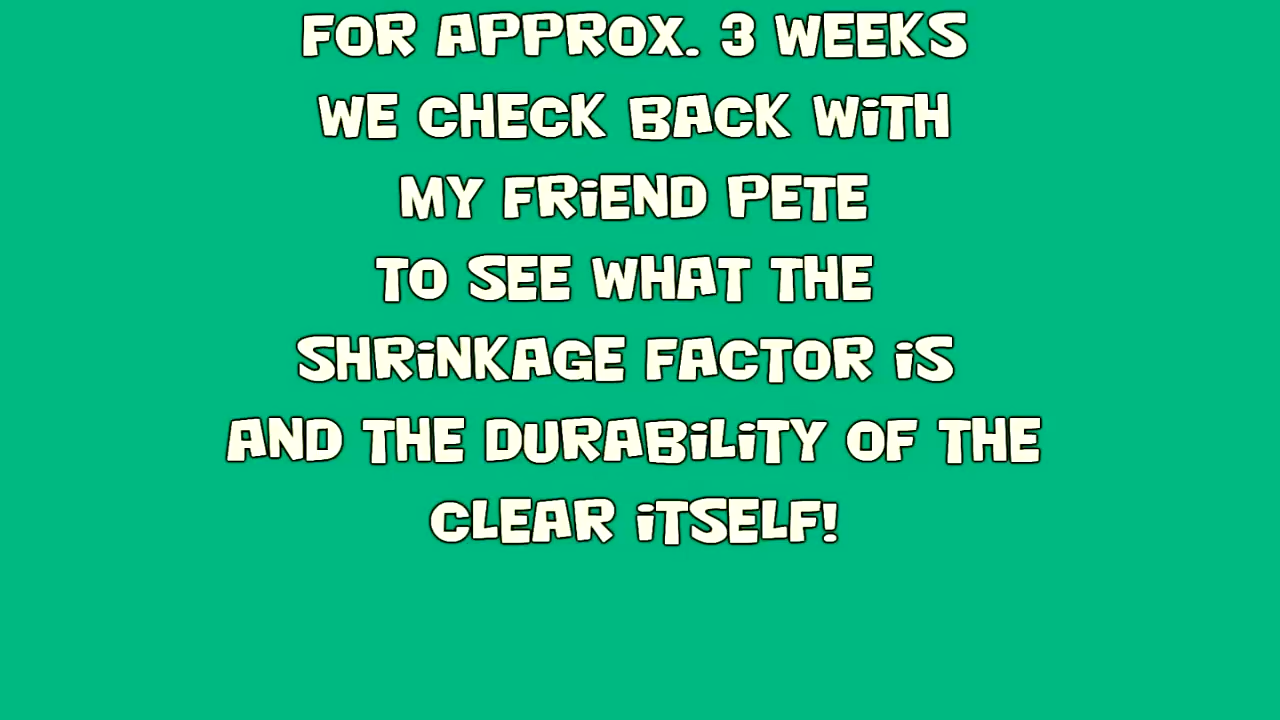 FOR APPROX. 3 WEEKS
WE CHECK BACK WiTH
MY FRiEND PETE
TO SEE WHAT THE
SHRiNKAGE FACTOR iS
AND THE DURABiLiTY OF THE
CLEAR iTSELF!